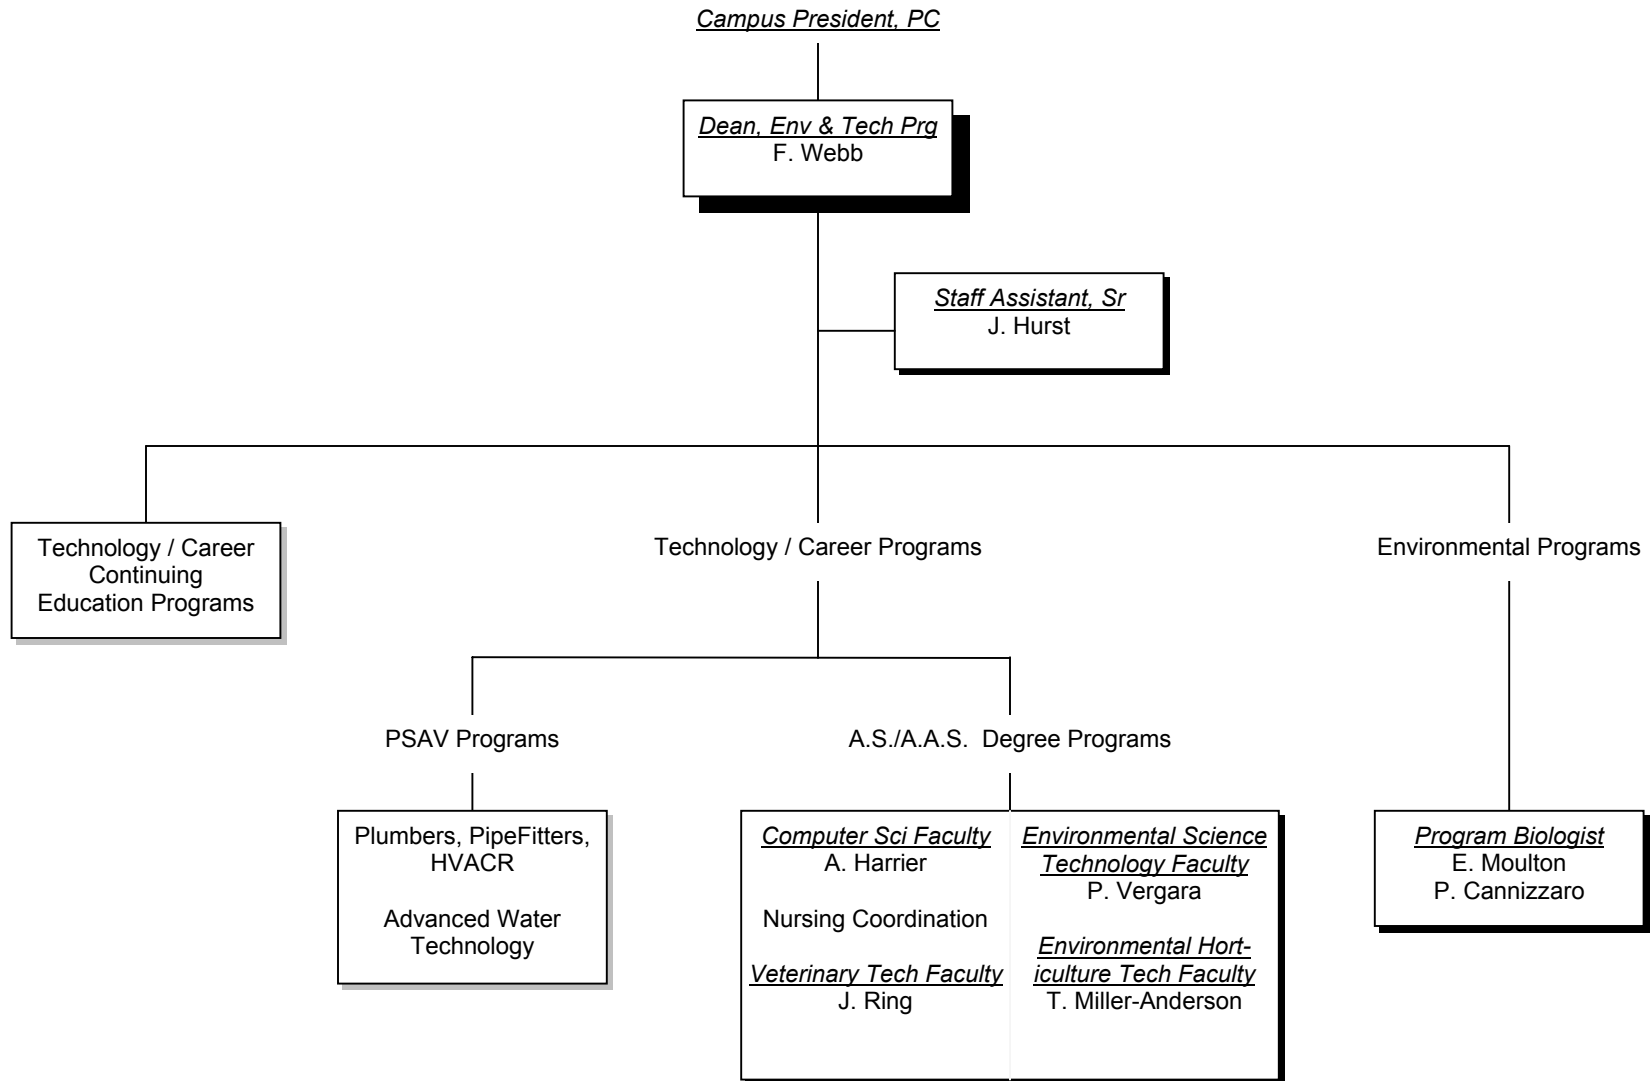 Campus President, PC
Dean, Env & Tech Prg
F. Webb
Staff Assistant, Sr
J. Hurst
Technology / Career
Continuing
Education Programs
Technology / Career Programs
Environmental Programs
PSAV Programs
A.S./A.A.S.  Degree Programs
Plumbers, PipeFitters,
HVACR
Advanced Water
Technology
Computer Sci Faculty
A. Harrier
Nursing Coordination
Veterinary Tech Faculty
J. Ring
Environmental Science
Technology Faculty
P. Vergara
Environmental Hort-
iculture Tech Faculty
T. Miller-Anderson
Program Biologist
E. Moulton
P. Cannizzaro